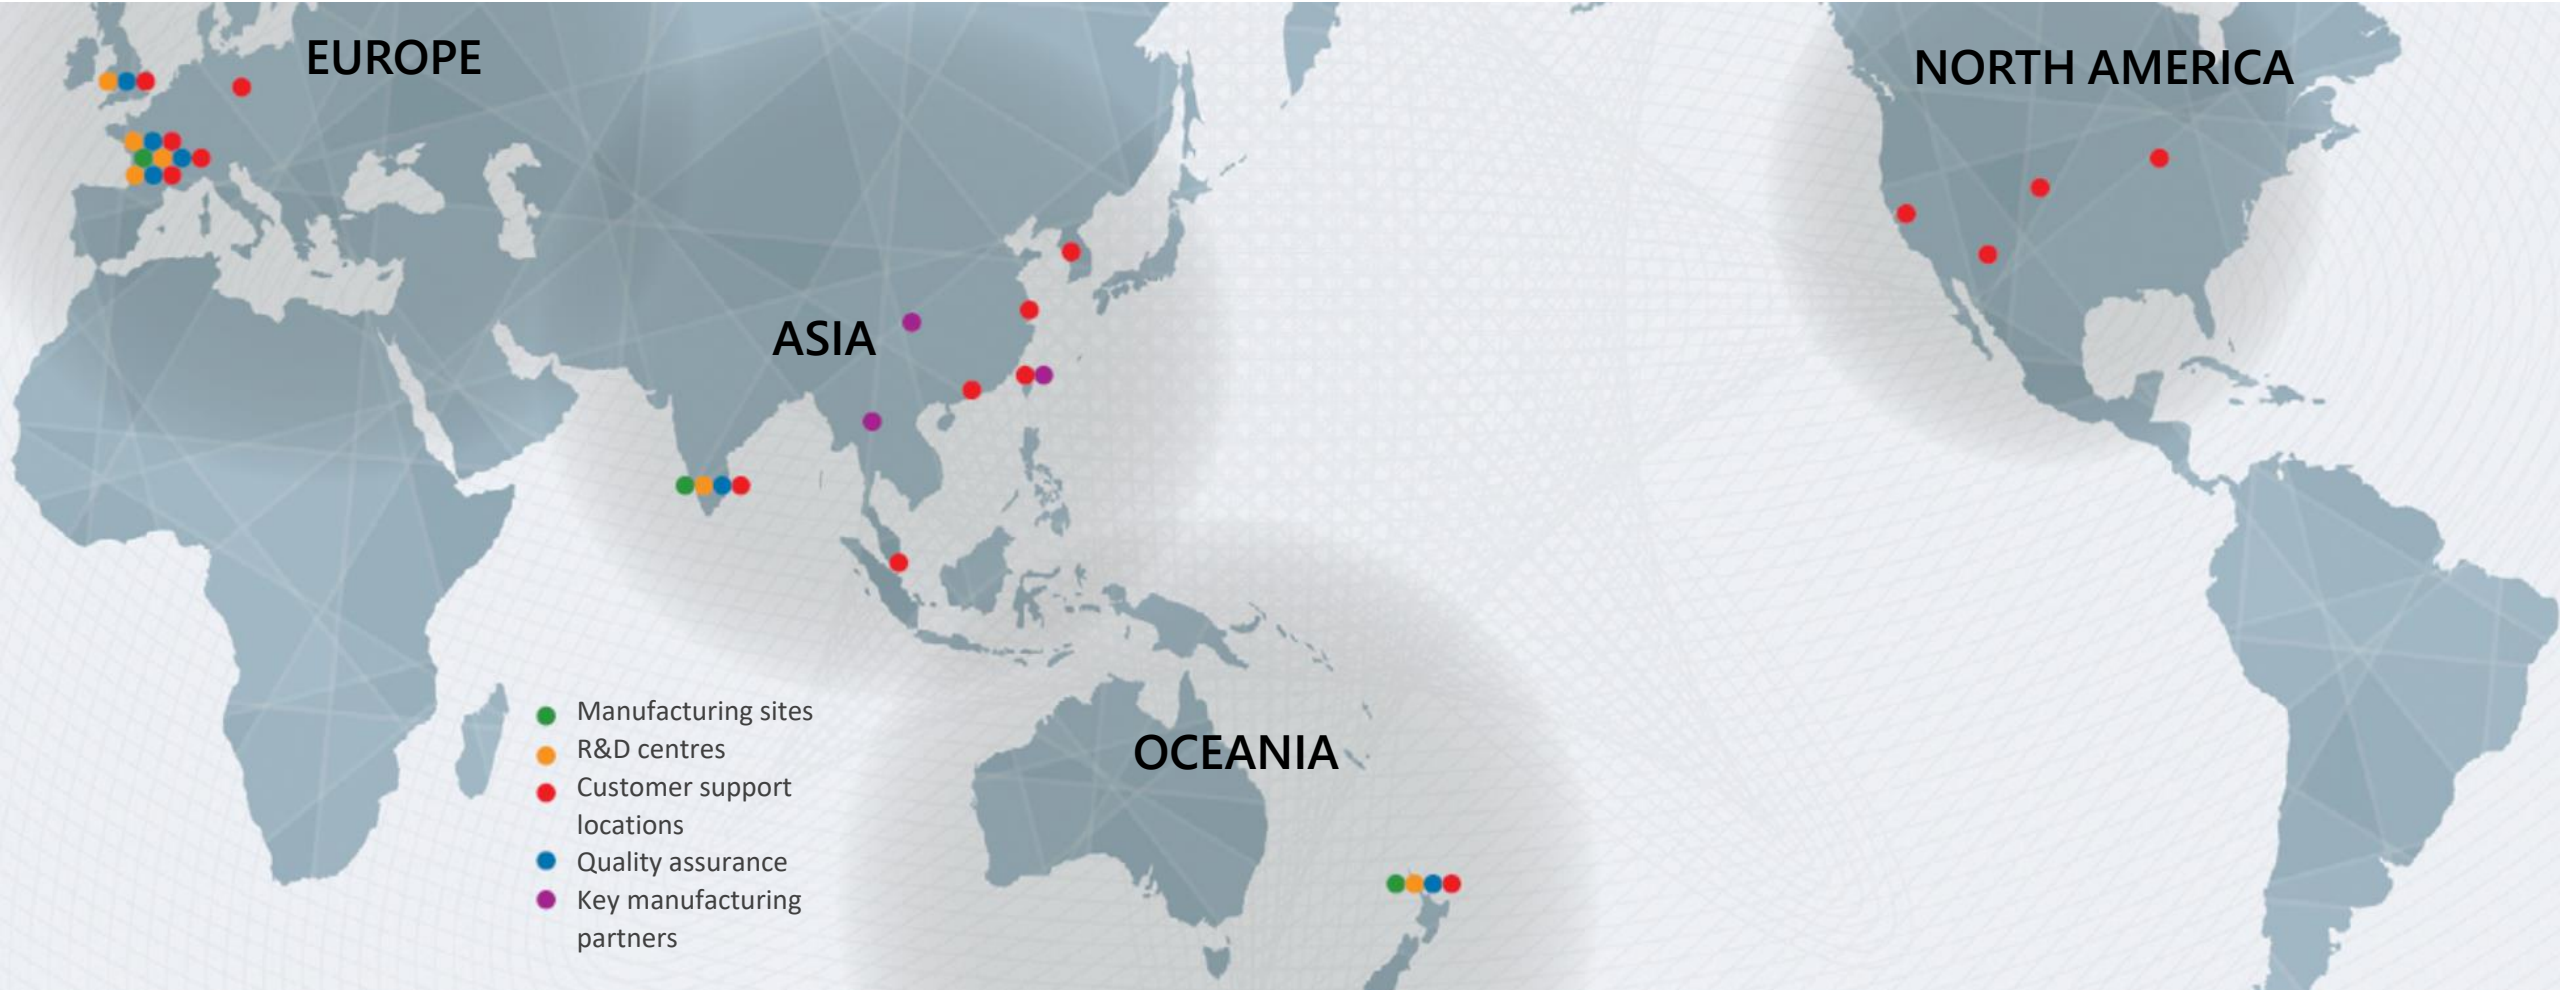 EUROPE
NORTH AMERICA
ASIA
OCEANIA
Manufacturing sites
R&D centres
Customer support
locations
Quality assurance
Key manufacturing
partners